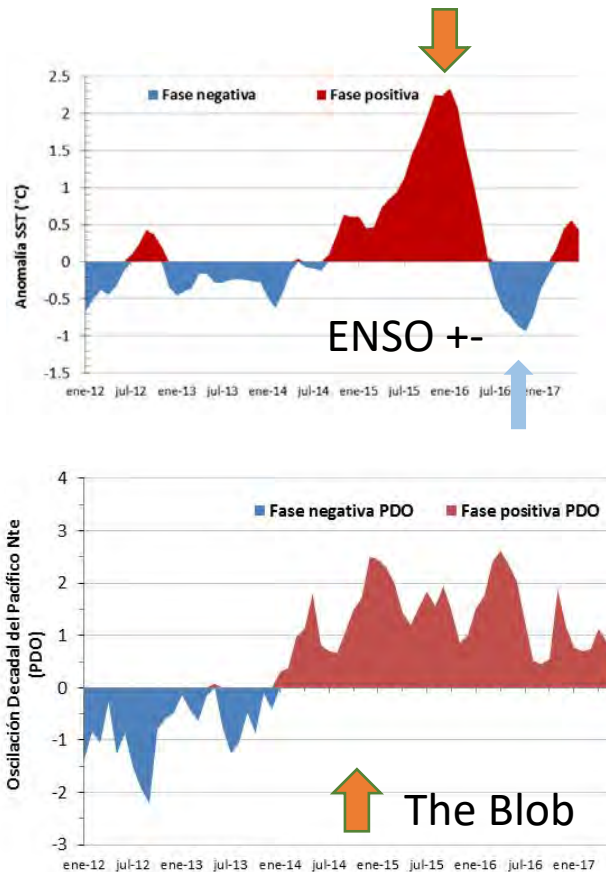 2.5
Fase negativa Fase positiva
2
1.5
1
0.5
0
-0.5
-1
-1.5
Anomalía SST (°C)
ENSO +-
ene-12 jul-12 ene-13 jul-13 ene-14 jul-14 ene-15 jul-15 ene-16 jul-16 ene-17
4
Fase negativa PDO Fase positiva PDO
3
2
1
0
-1
-2
-3
Oscilación Decadal del Pacífico Nte
(PDO)
The Blob
ene-12 jul-12 ene-13 jul-13 ene-14 jul-14 ene-15 jul-15 ene-16 jul-16 ene-17